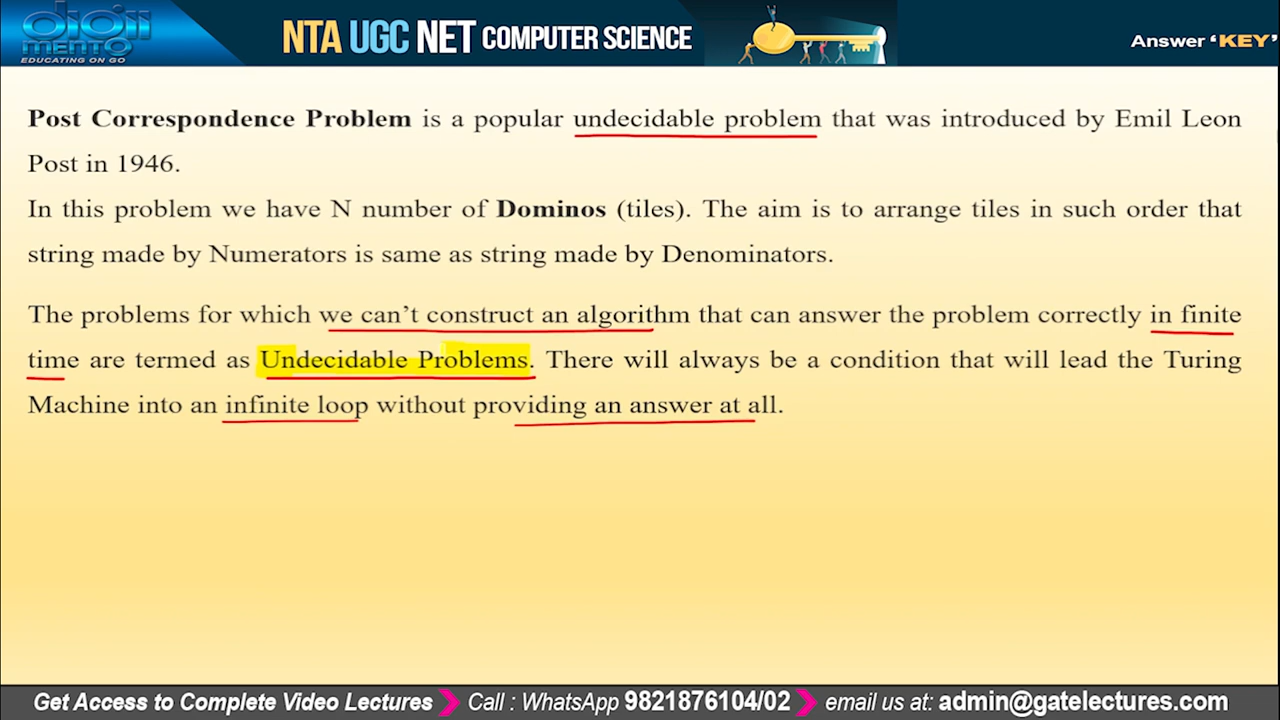 digii
MENTO
EDUCATING ON GO
NTA UGC NET COMPUTER SCIENCE
Answer ‘KEY’
Post Correspondence Problem is a popular undecidable problem that was introduced by Emil Leon
Post in 1946.
In this problem we have N number of Dominos (tiles). The aim is to arrange tiles in such order that
string made by Numerators is same as string made by Denominators.
The problems for which we can’t construct an algorithm that can answer the problem correctly in finite
time are termed as Undecidable Problems. There will always be a condition that will lead the Turing
Machine into an infinite loop without providing an answer at all.
Get Access to Complete Video Lectures Call : WhatsApp 9821876104/02 email us at: admin@gatelectures.com